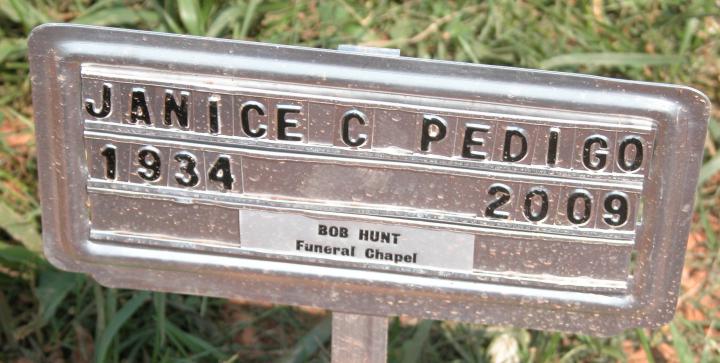 JANICE C PEDIGO
1934 2009
BOB HUNT
Funeral Chapel